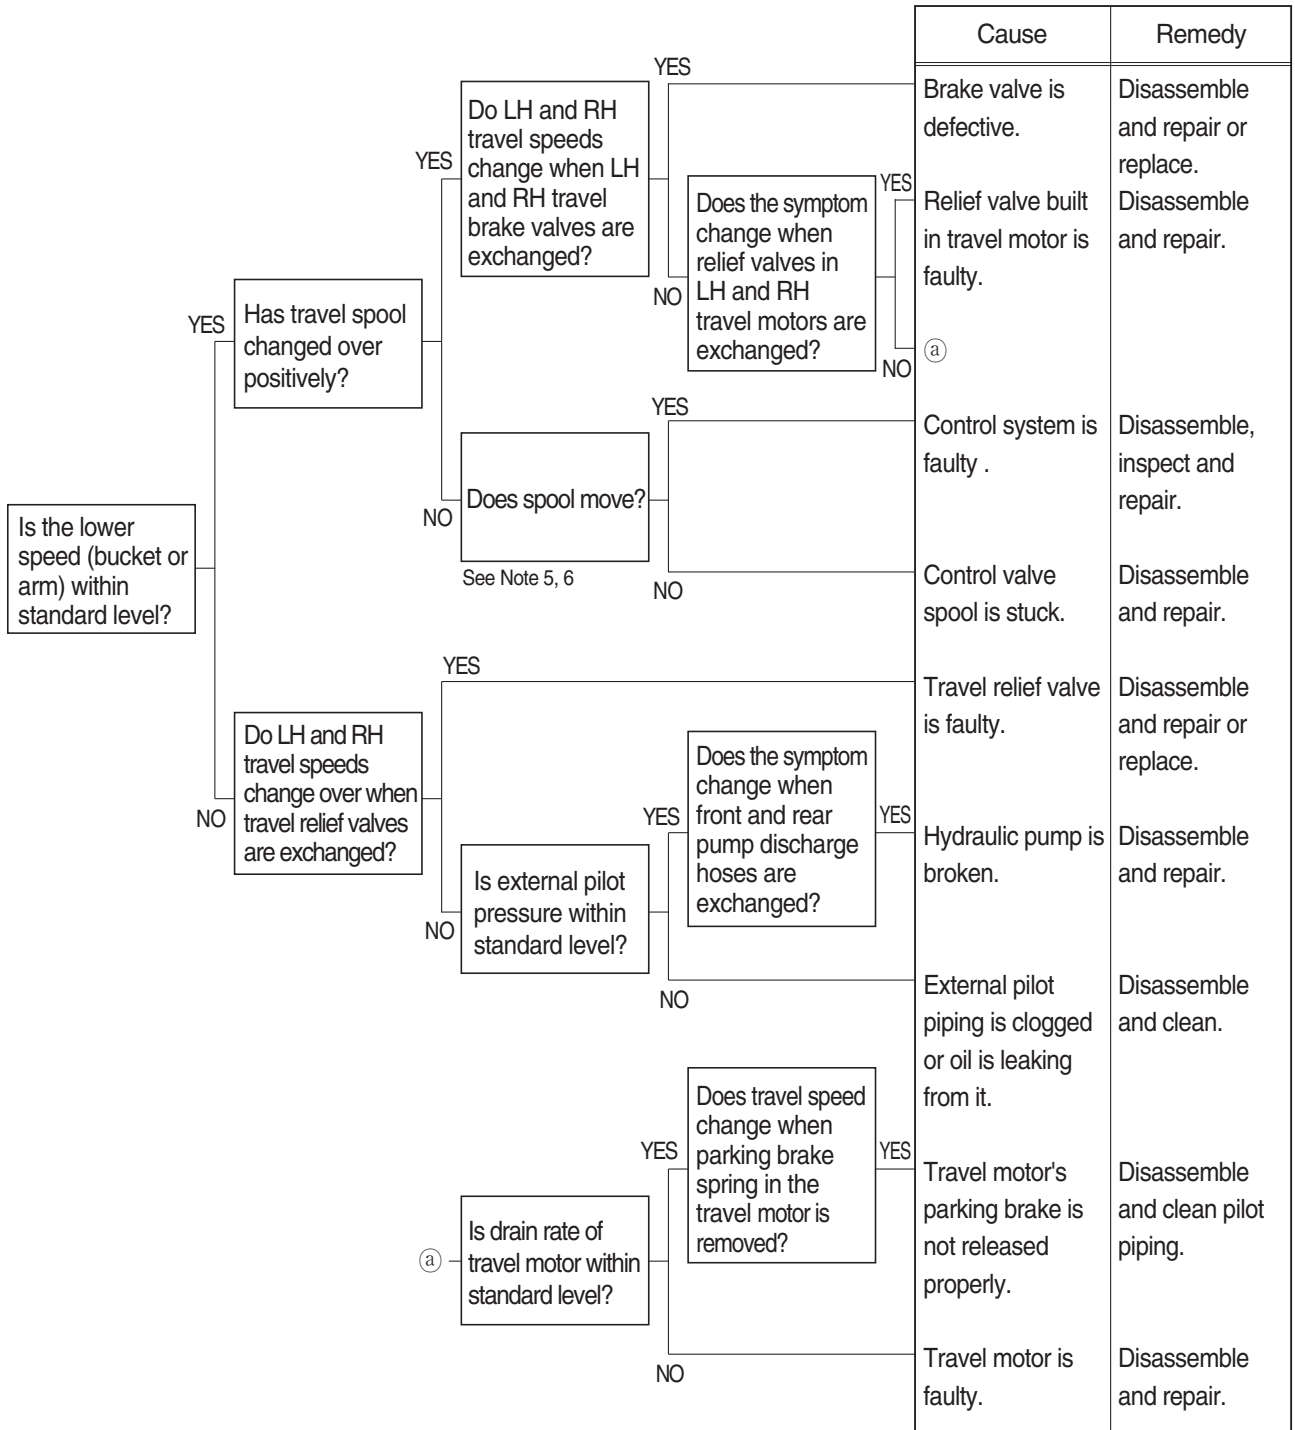 Cause
Remedy
YES
Brake valve is
defective.
Disassemble
and repair or
replace.
Do LH and RH
travel speeds
change when LH
and RH travel
brake valves are
exchanged?
YES
YES
Does the symptom
change when
relief valves in
LH and RH
travel motors are
exchanged?
Relief valve built
in travel motor is
faulty.
Disassemble
and repair.
NO
NO
ⓐ
YES
Has travel spool
changed over
positively?
YES
Control system is
faulty .
Disassemble,
inspect and
repair.
NO
Does spool move?
See Note 5, 6
NO
Control valve
spool is stuck.
Disassemble
and repair.
Is the lower
speed (bucket or
arm) within
standard level?
YES
Travel relief valve
is faulty.
Disassemble
and repair or
replace.
NO
Do LH and RH
travel speeds
change over when
travel relief valves
are exchanged?
YES
Does the symptom
change when
front and rear
pump discharge
hoses are
exchanged?
YES
Hydraulic pump is
broken.
Disassemble
and repair.
NO
Is external pilot
pressure within
standard level?
NO
External pilot
piping is clogged
or oil is leaking
from it.
Disassemble
and clean.
YES
Does travel speed
change when
parking brake
spring in the
travel motor is
removed?
YES
Travel motor's
parking brake is
not released
properly.
Disassemble
and clean pilot
piping.
ⓐ
Is drain rate of
travel motor within
standard level?
NO
Travel motor is
faulty.
Disassemble
and repair.